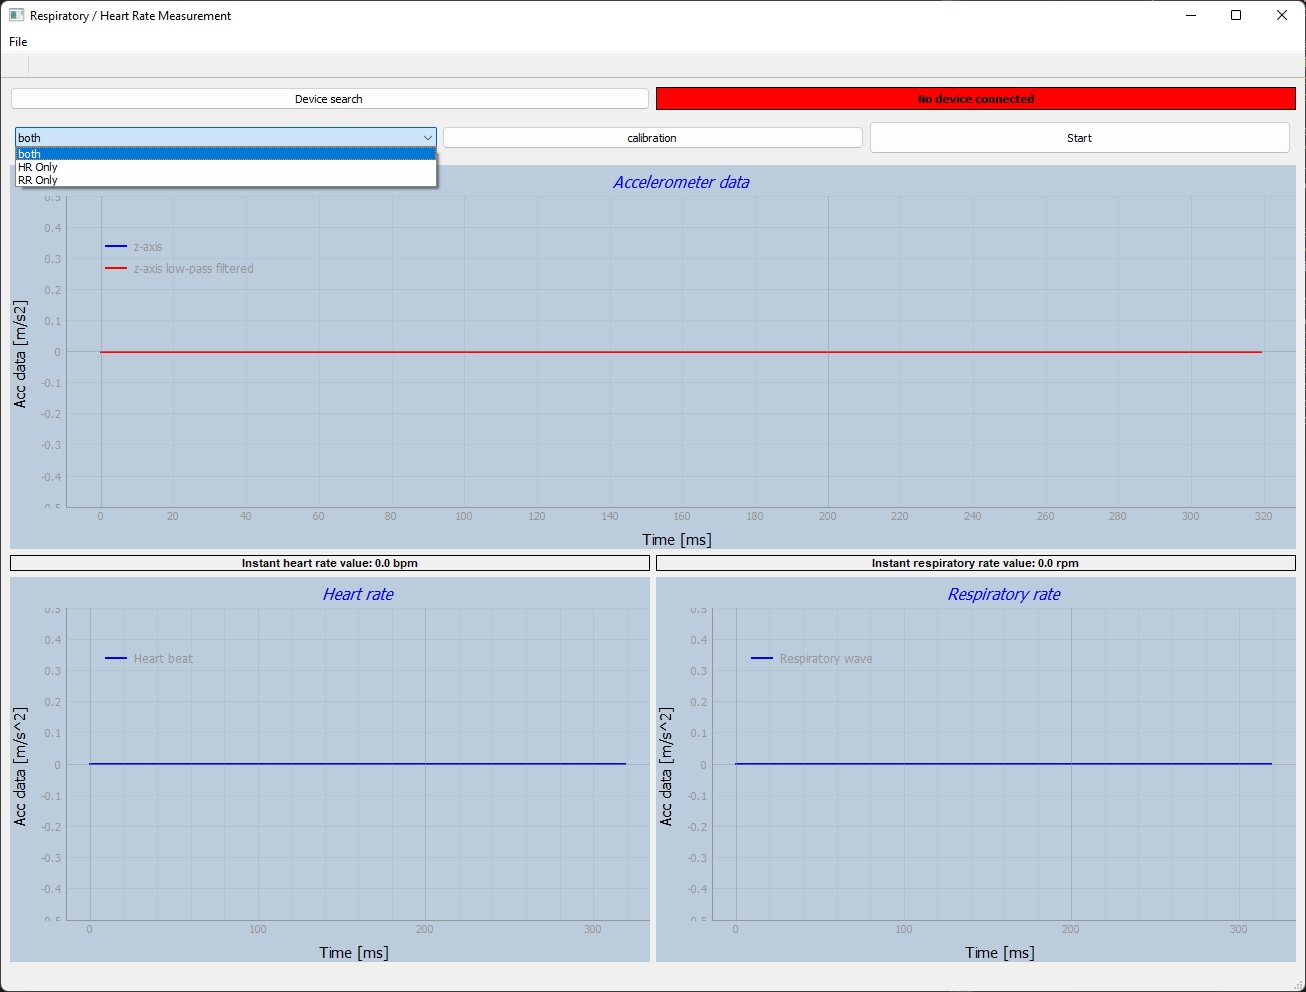 Respiratory / Heart Rate Measurement
File
Device search
No device connected
both
calibration
Start
both
HR Only
RR Only
Accelerometer data
0.5
0.4
0.3
0.2
0.1
0
-0.1
-0.2
-0.3
-0.4
z-axis
z-axis low-pass filtered
Acc data [m/s2]
0 20 40 60 80 100 120 140 160 180 200 220 240 260 280 300 320
Time [ms]
Instant heart rate value: 0.0 bpm
Instant respiratory rate value: 0.0 rpm
Heart rate
0.5
0.4
0.3
0.2
0.1
0
-0.1
-0.2
-0.3
-0.4
Heart beat
Acc data [m/s^2]
0 100 200 300
Time [ms]
Respiratory rate
0.5
0.4
0.3
0.2
0.1
0
-0.1
-0.2
-0.3
-0.4
Respiratory wave
Acc data [m/s^2]
0 100 200 300
Time [ms]